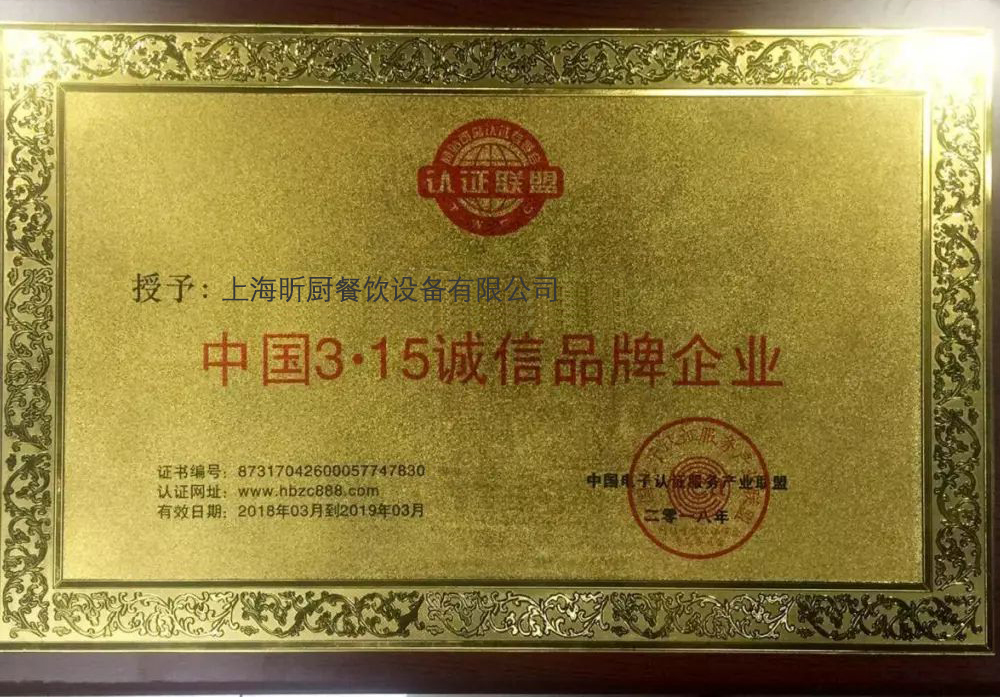 认证联盟
授予：上海昕厨餐饮设备有限公司
中国3·15诚信品牌企业
证书编号：87317042600057747830
认证网址：www.hbzc888.com
有效日期：2018年03月到2019年03月
中国电子认证服务产业联盟
二零一八年